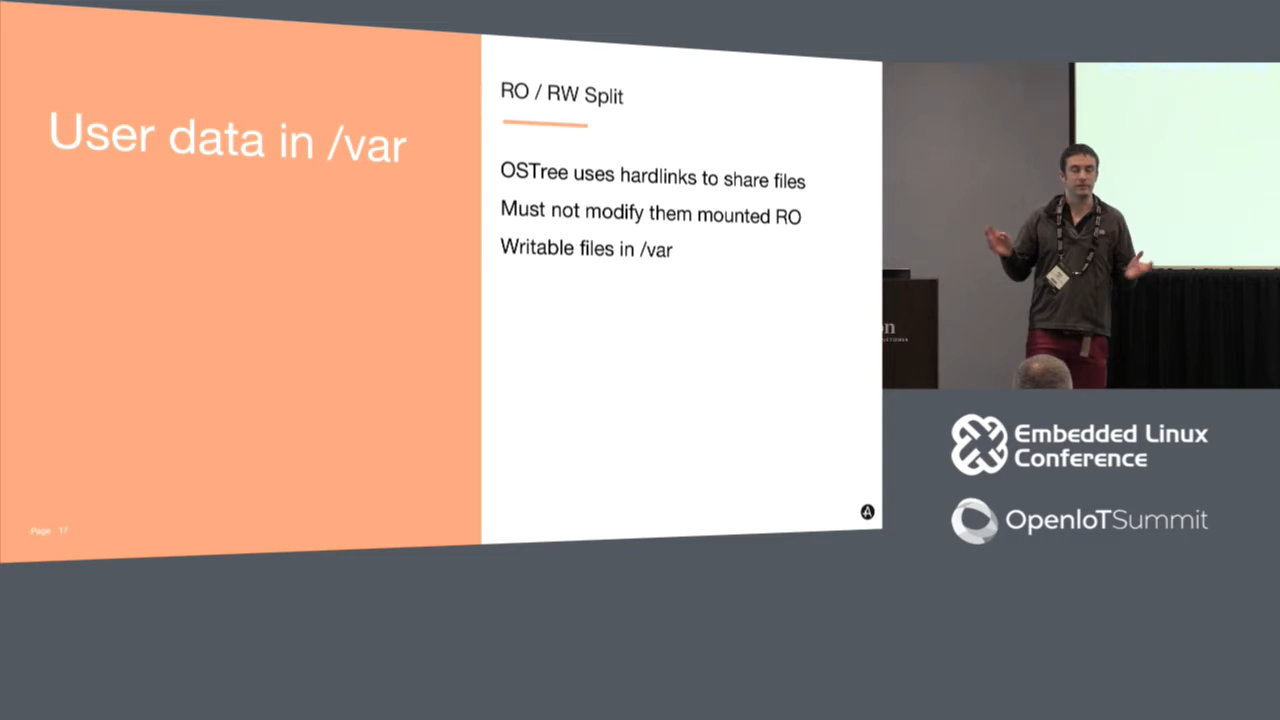 User data in /var
RO / RW Split
OSTree uses hardlinks to share files
Must not modify them mounted RO
Writable files in /var
Page 17
A
on
Embedded Linux
Conference
OpenIoTSummit